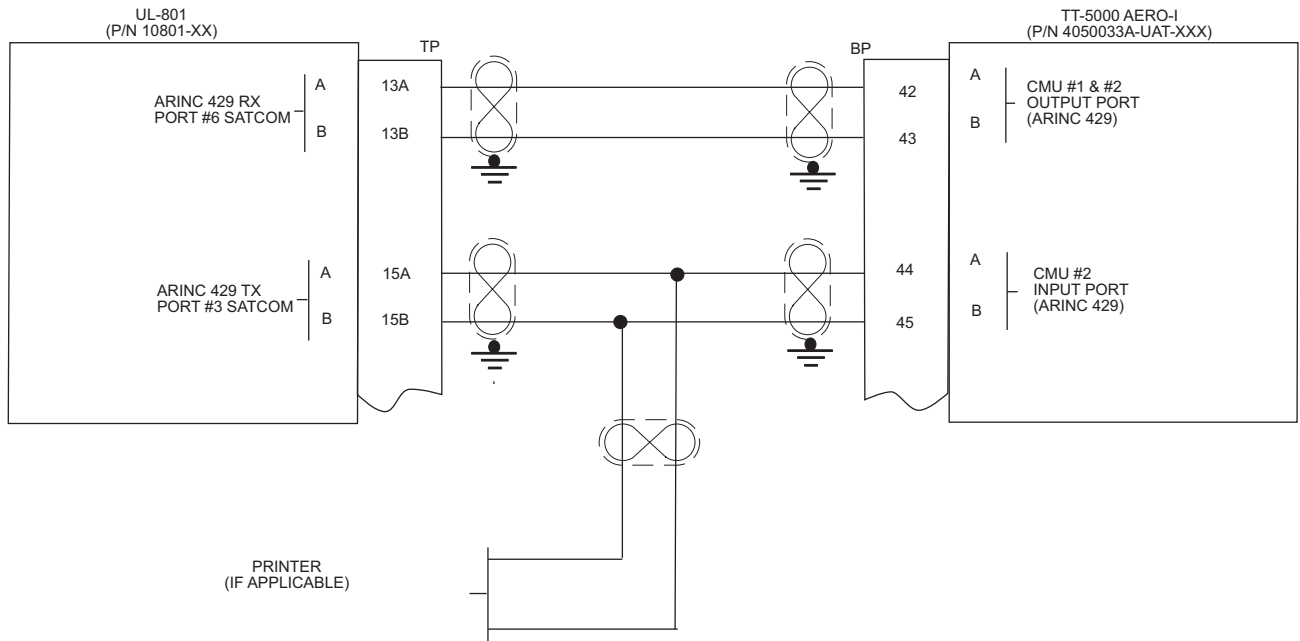 UL-801
(P/N 10801-XX)
TT-5000 AERO-I
(P/N 4050033A-UAT-XXX)
TP
BP
ARINC 429 RX
PORT #6 SATCOM
A
B
13A
13B
42
43
A
B
CMU #1 & #2
OUTPUT PORT
(ARINC 429)
ARINC 429 TX
PORT #3 SATCOM
A
B
15A
15B
44
45
A
B
CMU #2
INPUT PORT
(ARINC 429)
PRINTER
(IF APPLICABLE)